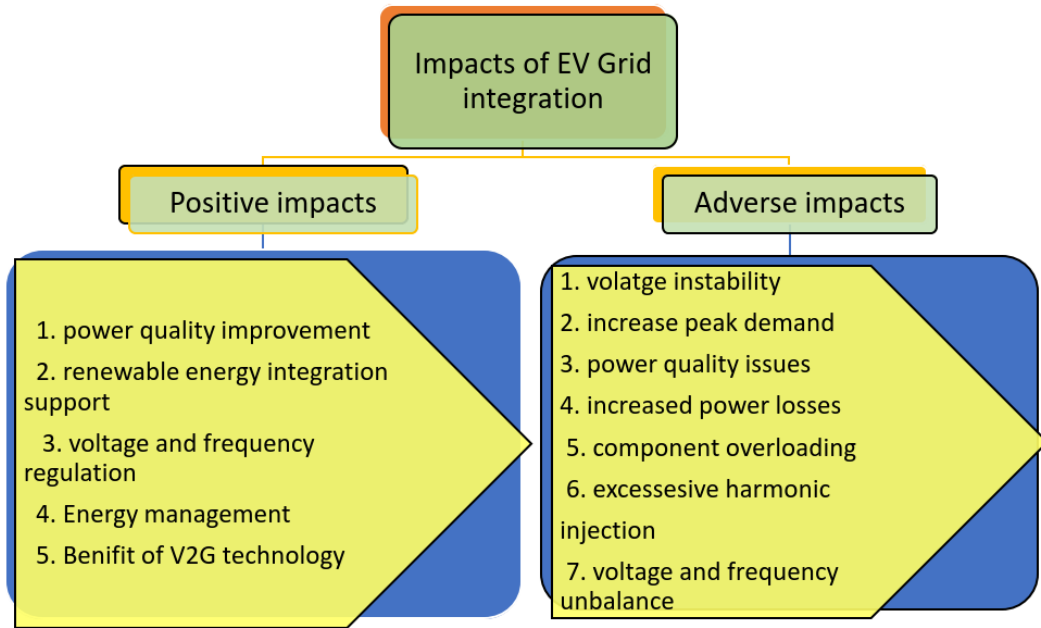 Impacts of EV Grid
integration
Positive impacts
Adverse impacts
1. power quality improvement
2. renewable energy integration
support
3. voltage and frequency
regulation
4. Energy management
5. Benifit of V2G technology
1. volatge instability
2. increase peak demand
3. power quality issues
4. increased power losses
5. component overloading
6. excessesive harmonic
injection
7. voltage and frequency
unbalance